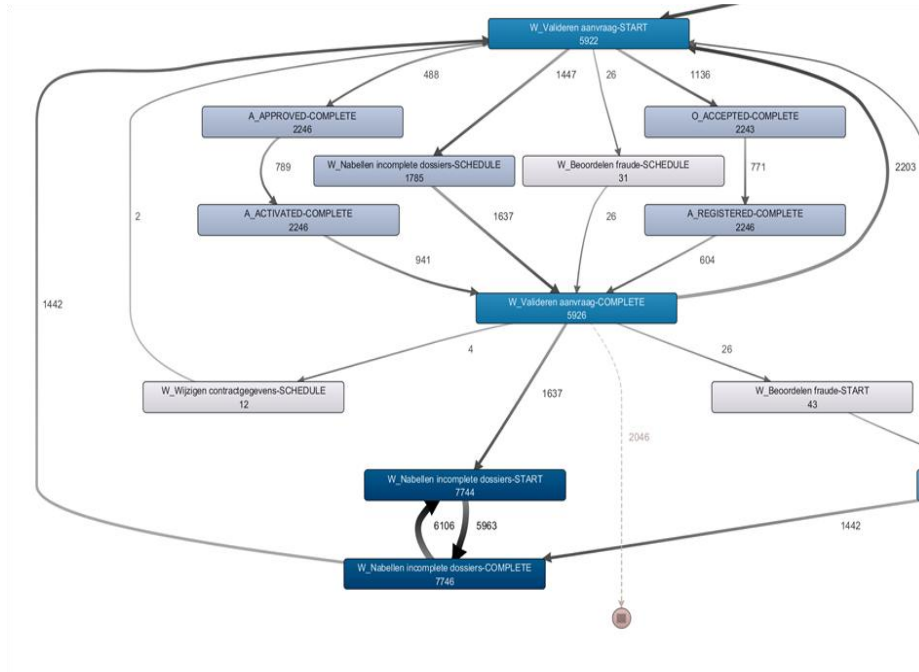 W_Valideren aanvraag-START
5922
488
1447
26
1136
A_APPROVED-COMPLETE
2246
O_ACCEPTED-COMPLETE
2243
789
W_Nabellen incomplete dossiers-SCHEDULE
1785
W_Beoordelen fraude-SCHEDULE
31
771
2203
2
A_ACTIVATED-COMPLETE
2246
1637
26
A_REGISTERED-COMPLETE
2246
941
604
1442
W_Valideren aanvraag-COMPLETE
5926
4
26
W_Wijzigen contractgegevens-SCHEDULE
12
1637
W_Beoordelen fraude-START
43
2046
W_Nabellen incomplete dossiers-START
7744
6106
5963
1442
W_Nabellen incomplete dossiers-COMPLETE
7746